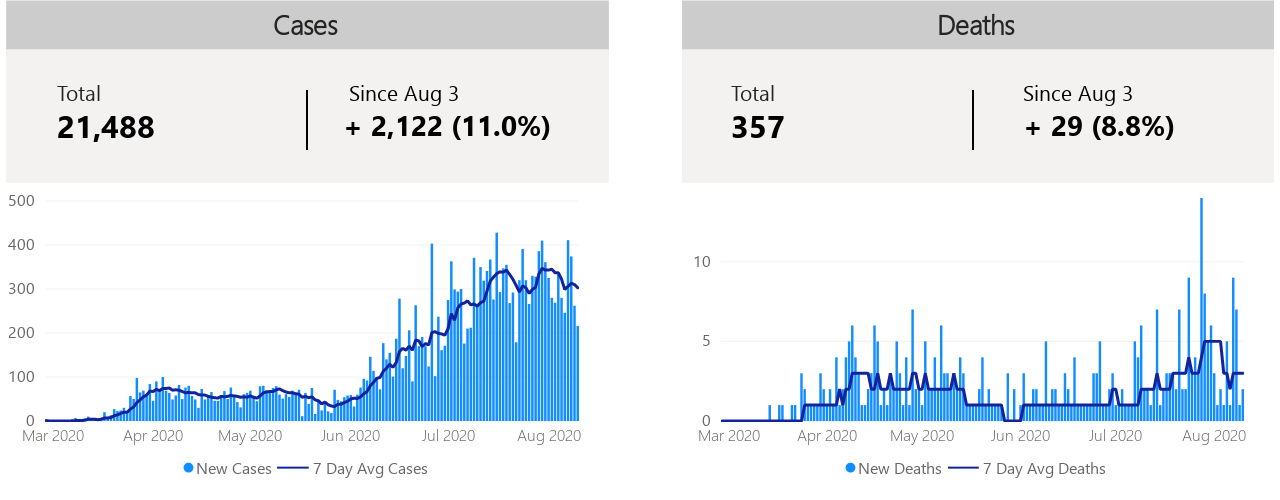 Cases
Total
Since Aug 3
21,488
+ 2,122 (11.0%)
500
400
300
200
100
0
Mar 2020 Apr 2020 May 2020 Jun 2020 Jul 2020 Aug 2020
New Cases 7 Day Avg Cases
Deaths
Total
Since Aug 3
357
+ 29 (8.8%)
10
5
0
Mar 2020 Apr 2020 May 2020 Jun 2020 Jul 2020 Aug 2020
New Deaths 7 Day Avg Deaths